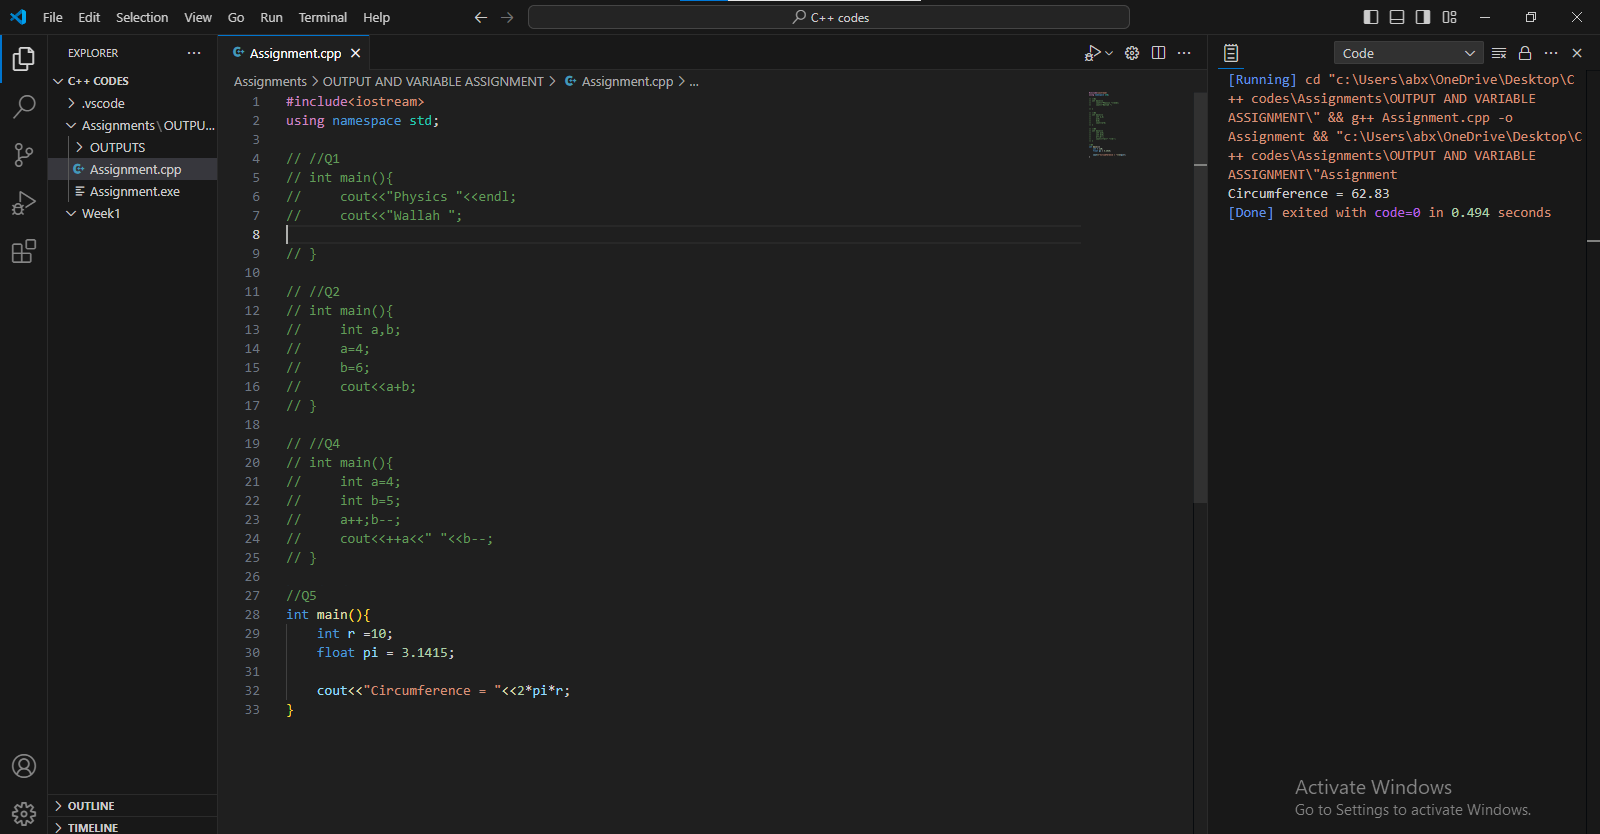 File Edit Selection View Go Run Terminal Help
C++ codes
EXPLORER
C++ CODES
.vscode
Assignments\OUTPU...
OUTPUTS
Assignment.cpp
Assignment.exe
Week1
OUTLINE
TIMELINE
Assignment.cpp
Assignments > OUTPUT AND VARIABLE ASSIGNMENT > Assignment.cpp > ...
1 #include<iostream>
2 using namespace std;
3
4 // //Q1
5 // int main(){
6 //     cout<<"Physics "<<endl;
7 //     cout<<"Wallah ";
8
9 // }
10
11 // //Q2
12 // int main(){
13 //     int a,b;
14 //     a=4;
15 //     b=6;
16 //     cout<<a+b;
17 // }
18
19 // //Q4
20 // int main(){
21 //     int a=4;
22 //     int b=5;
23 //     a++;b--;
24 //     cout<<++a<<" "<<b--;
25 // }
26
27 //Q5
28 int main(){
29     int r =10;
30     float pi = 3.1415;
31
32     cout<<"Circumference = "<<2*pi*r;
33 }
Code
[Running] cd "c:\Users\abx\OneDrive\Desktop\C
++ codes\Assignments\OUTPUT AND VARIABLE
ASSIGNMENT\" && g++ Assignment.cpp -o
Assignment && "c:\Users\abx\OneDrive\Desktop\C
++ codes\Assignments\OUTPUT AND VARIABLE
ASSIGNMENT\"Assignment
Circumference = 62.83
[Done] exited with code=0 in 0.494 seconds
Activate Windows
Go to Settings to activate Windows.